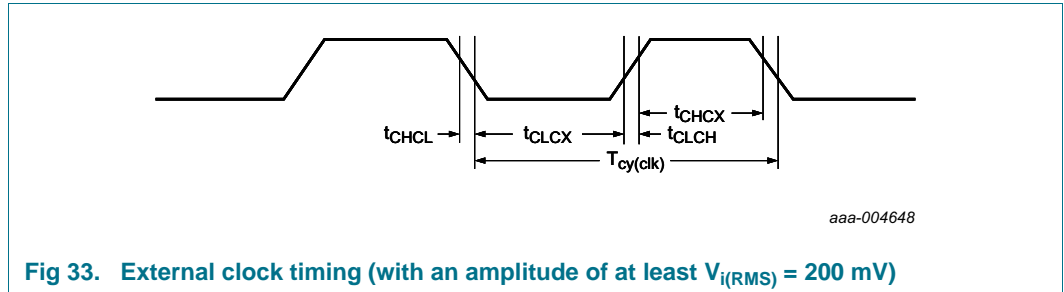 tCHCX
tCHCL tCLCX tCLCH
Tcy(clk)
aaa-004648
Fig 33. External clock timing (with an amplitude of at least Vi(RMS) = 200 mV)